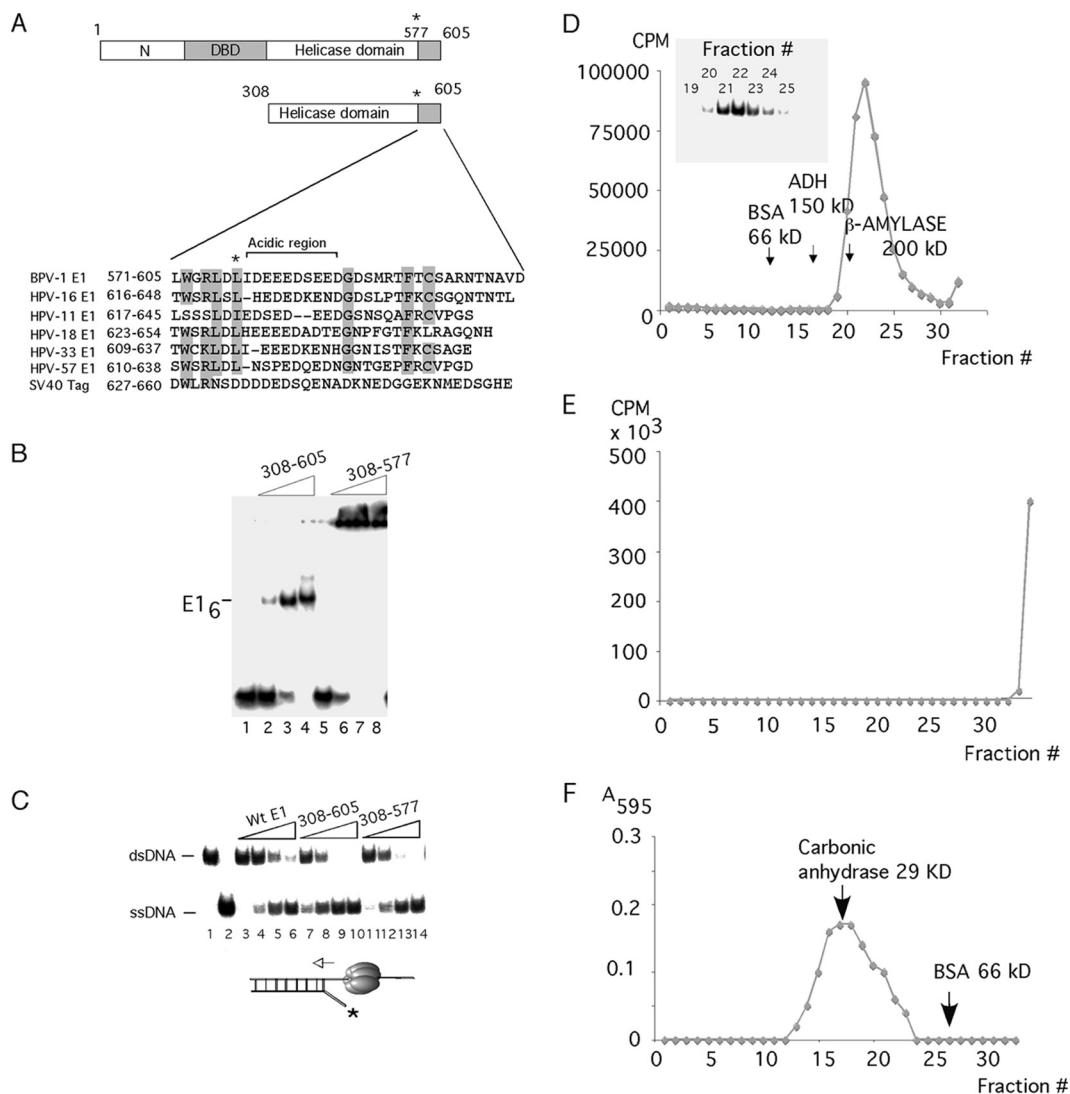 A
1
*
577
605
N
DBD
Helicase domain
308
*
605
Helicase domain
Acidic region
*
BPV-1 E1 571-605 LWGRLDLIDEEEDSEEDGDSMRTFTCSARNTNAVD
HPV-16 E1 616-648 TWSRLSL-HEDEDKENDGDSLPTFKCSGQNTNTL
HPV-11 E1 617-645 LSSSLDIEDSED--EEDGSNSQAFRCVPGS
HPV-18 E1 623-654 TWSRLDLHEEEEDADTEGNPFGTFKLRAGQNH
HPV-33 E1 609-637 TWCKLDLI-EEEDKENHGGNISTFKCSAGE
HPV-57 E1 610-638 SWSRLDL-NSPEDQEDNGNTGEPFRCVPGD
SV40 Tag 627-660 DWLRNSDDDDEDSQENADKNEDGGEKNMEDSGHE
B
308-605
308-577
E1 6
1 2 3 4 5 6 7 8
C
Wt E1
308-605
308-577
dsDNA
ssDNA
1 2 3 4 5 6 7 8 9 10 11 12 13 14
*
D
CPM
Fraction #
20 22 24
19 21 23 25
100000
75000
50000
25000
0
ADH
150 kD
BSA
66 kD
β-AMYLASE
200 kD
0 5 10 15 20 25 30
Fraction #
E
CPM
x 103
500
400
300
200
100
0
0 5 10 15 20 25 30
Fraction #
F
A595
0.3
0.2
0.1
0
Carbonic
anhydrase 29 KD
BSA 66 kD
0 5 10 15 20 25 30
Fraction #